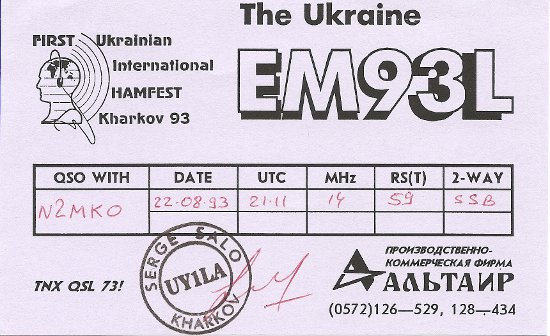 The Ukraine
FIRST Ukrainian
International
HAMFEST
Kharkov 93
EM93L
QSO WITH DATE UTC MHz RS(T) 2-WAY
N2MKO 22-08-93 21-11 14 59 SSB
TNX QSL 73!
SERGE SALO
UY1LA
KHARKOV
ПРОИЗВОДСТВЕННО-
КОММЕРЧЕСКАЯ ФИРМА
АЛЬТАИР
(0572)126—529, 128—434